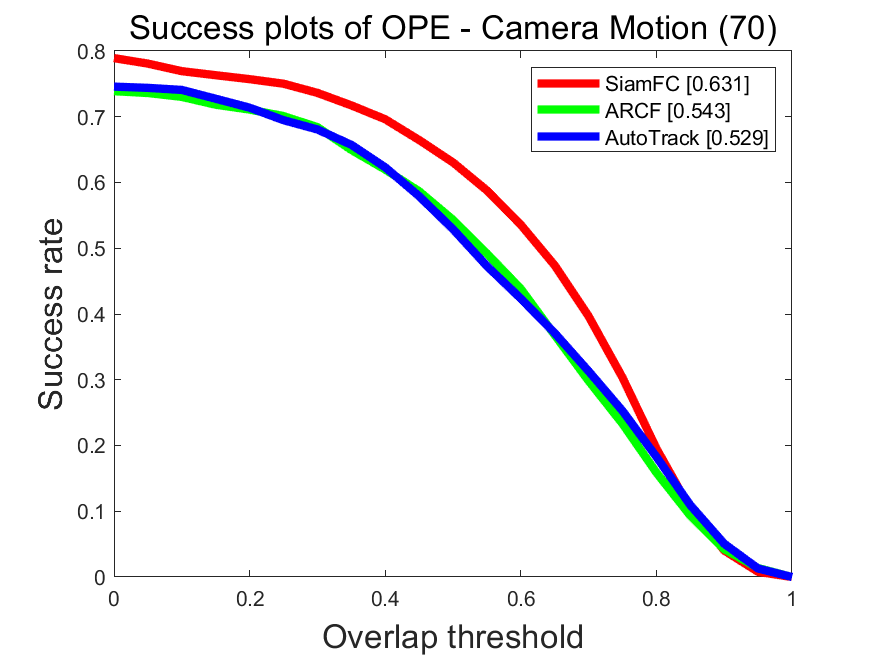 Success plots of OPE - Camera Motion (70)
SiamFC [0.631]
ARCF [0.543]
AutoTrack [0.529]
Success rate
0.8
0.7
0.6
0.5
0.4
0.3
0.2
0.1
0
0 0.2 0.4 0.6 0.8 1
Overlap threshold